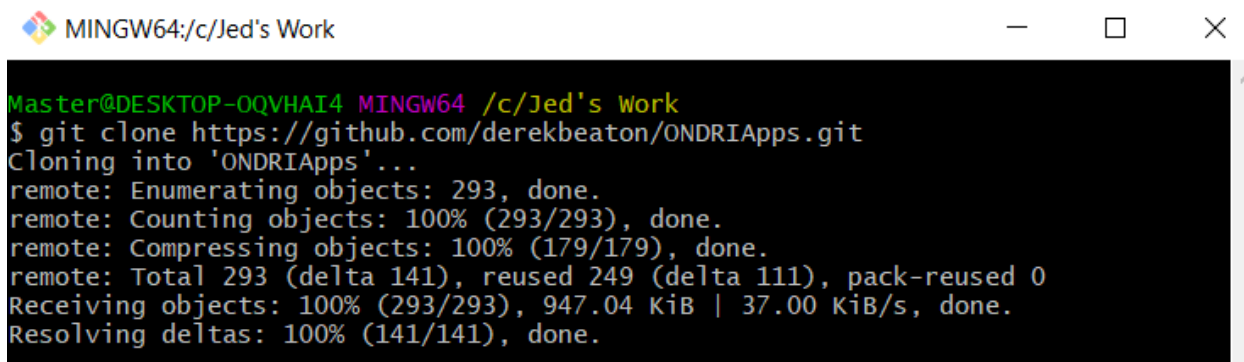 MINGW64:/c/Jed's Work
Master@DESKTOP-OQVHAI4 MINGW64 /c/Jed's Work
$ git clone https://github.com/derekbeaton/ONDRIApps.git
Cloning into 'ONDRIApps'...
remote: Enumerating objects: 293, done.
remote: Counting objects: 100% (293/293), done.
remote: Compressing objects: 100% (179/179), done.
remote: Total 293 (delta 141), reused 249 (delta 111), pack-reused 0
Receiving objects: 100% (293/293), 947.04 KiB | 37.00 KiB/s, done.
Resolving deltas: 100% (141/141), done.